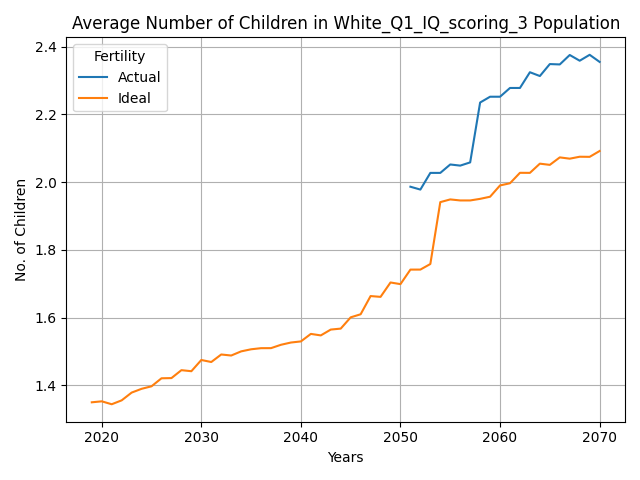 Average Number of Children in White_Q1_IQ_scoring_3 Population
Fertility
Actual
Ideal
No. of Children
2.4
2.2
2.0
1.8
1.6
1.4
2020 2030 2040 2050 2060 2070
Years